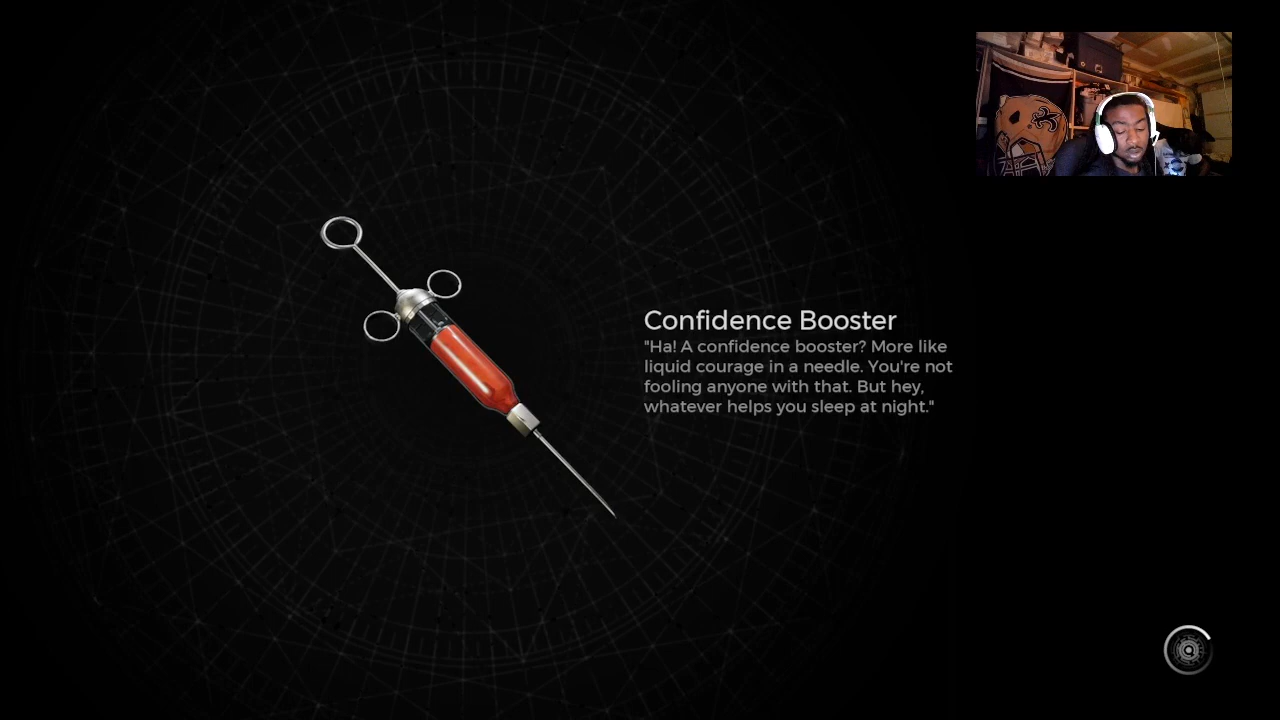 Confidence Booster
"Ha! A confidence booster? More like
liquid courage in a needle. You're not
fooling anyone with that. But hey,
whatever helps you sleep at night."